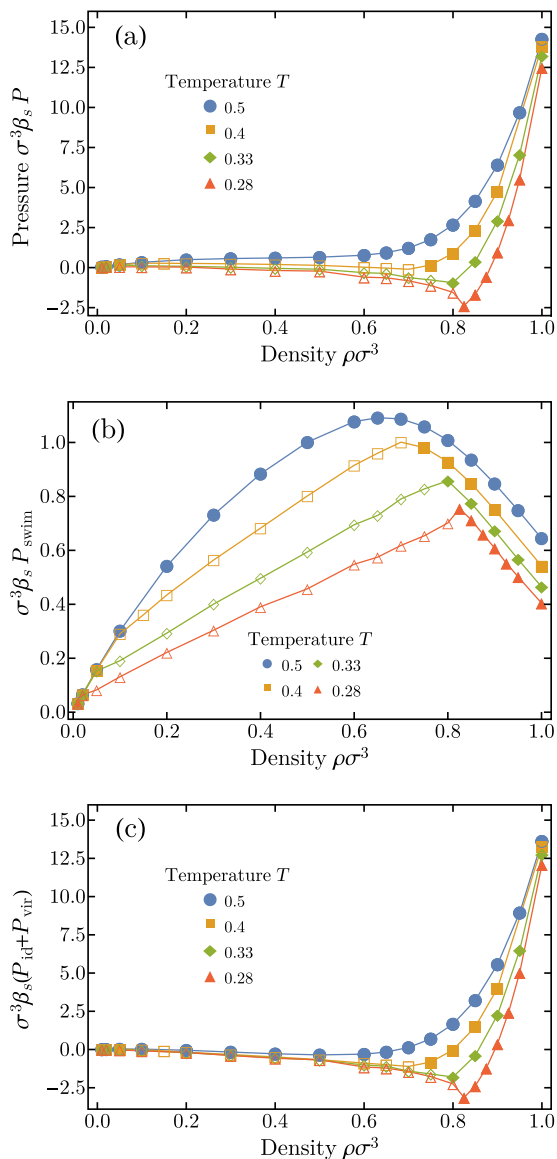 (a)
Pressure σ³βₛ P
15.0
12.5
10.0
7.5
5.0
2.5
0.0
−2.5
Temperature T
0.5
0.4
0.33
0.28
0.0 0.2 0.4 0.6 0.8 1.0
Density ρσ³
(b)
σ³βₛ P_swim
1.0
0.8
0.6
0.4
0.2
0.0
Temperature T
0.5 0.33
0.4 0.28
0.0 0.2 0.4 0.6 0.8 1.0
Density ρσ³
(c)
σ³βₛ(P_id+P_vir)
15.0
12.5
10.0
7.5
5.0
2.5
0.0
−2.5
Temperature T
0.5
0.4
0.33
0.28
0.0 0.2 0.4 0.6 0.8 1.0
Density ρσ³